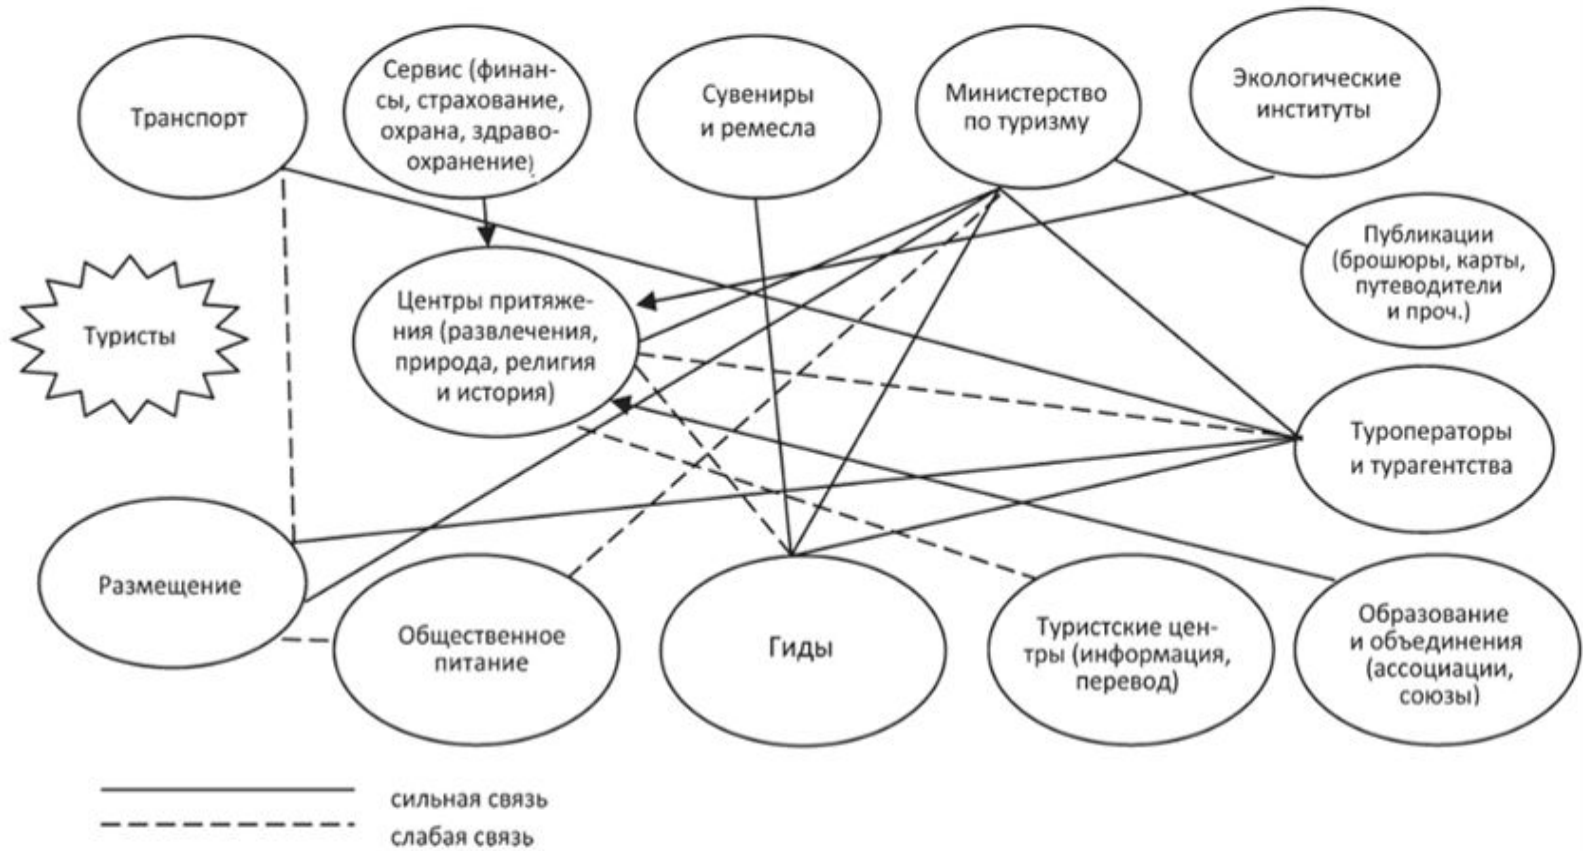 Транспорт
Сервис (финан-
сы, страхование,
охрана, здраво-
охранение)
Сувениры
и ремесла
Министерство
по туризму
Экологические
институты
Публикации
(брошюры, карты,
путеводители
и проч.)
Туристы
Центры притяже-
ния (развлечения,
природа, религия
и история)
Туроператоры
и турагентства
Размещение
Общественное
питание
Гиды
Туристские цен-
тры (информация,
перевод)
Образование
и объединения
(ассоциации,
союзы)
сильная связь
слабая связь